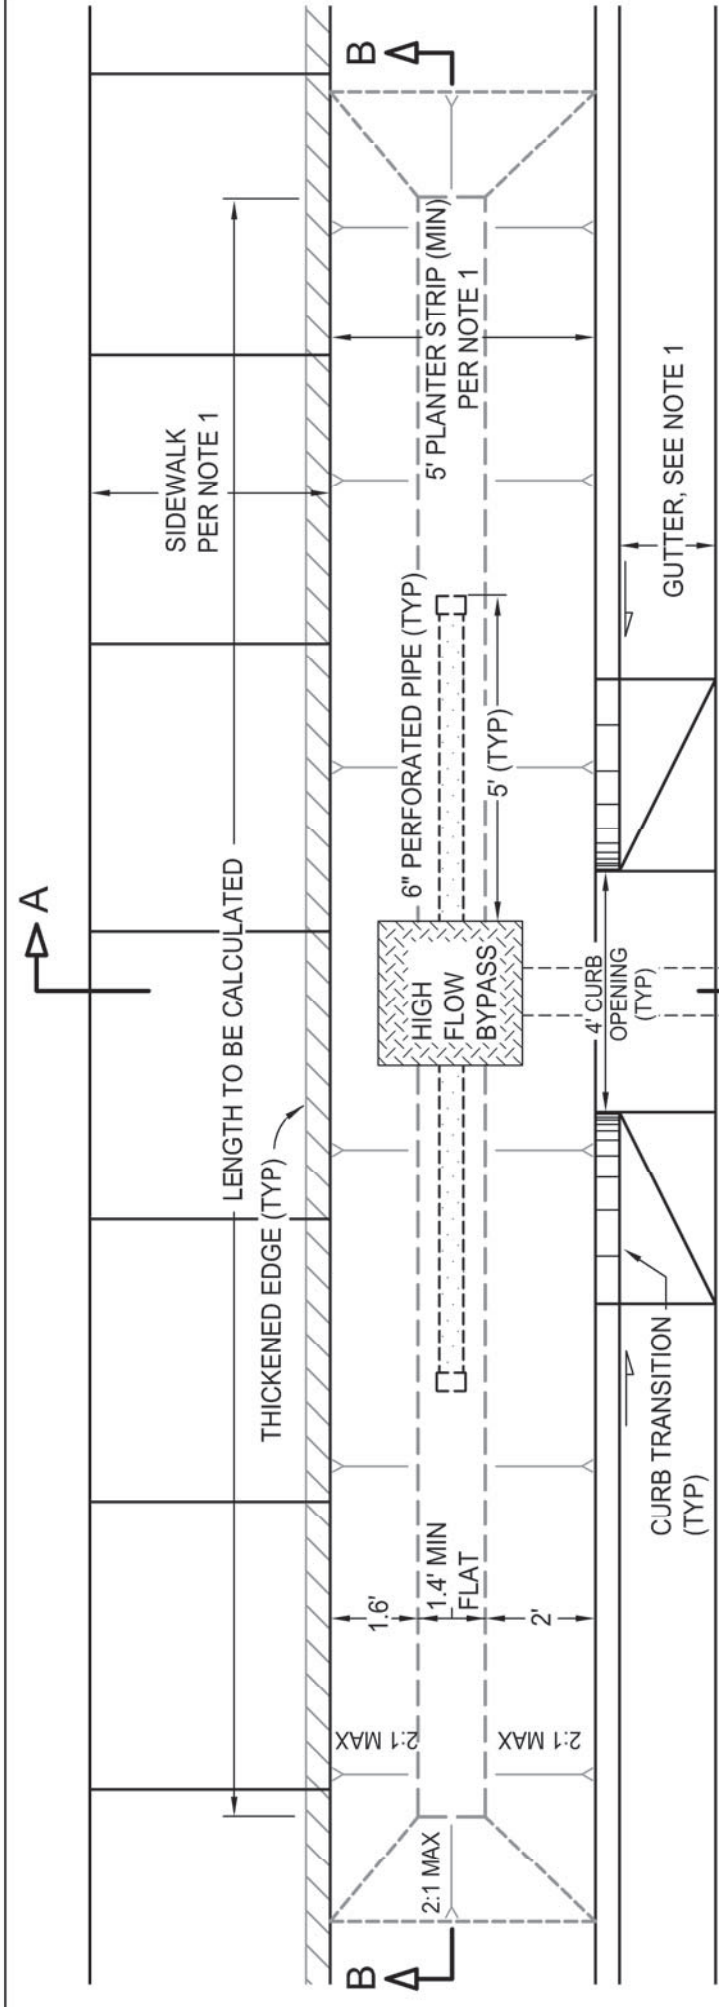 A
B
B
SIDEWALK
PER NOTE 1
LENGTH TO BE CALCULATED
THICKENED EDGE (TYP)
5' PLANTER STRIP (MIN)
PER NOTE 1
6" PERFORATED PIPE (TYP)
5' (TYP)
HIGH
FLOW
BYPASS
1.6'
1.4' MIN
FLAT
2'
2:1 MAX
2:1 MAX
2:1 MAX
4' CURB
OPENING
(TYP)
GUTTER, SEE NOTE 1
CURB TRANSITION
(TYP)